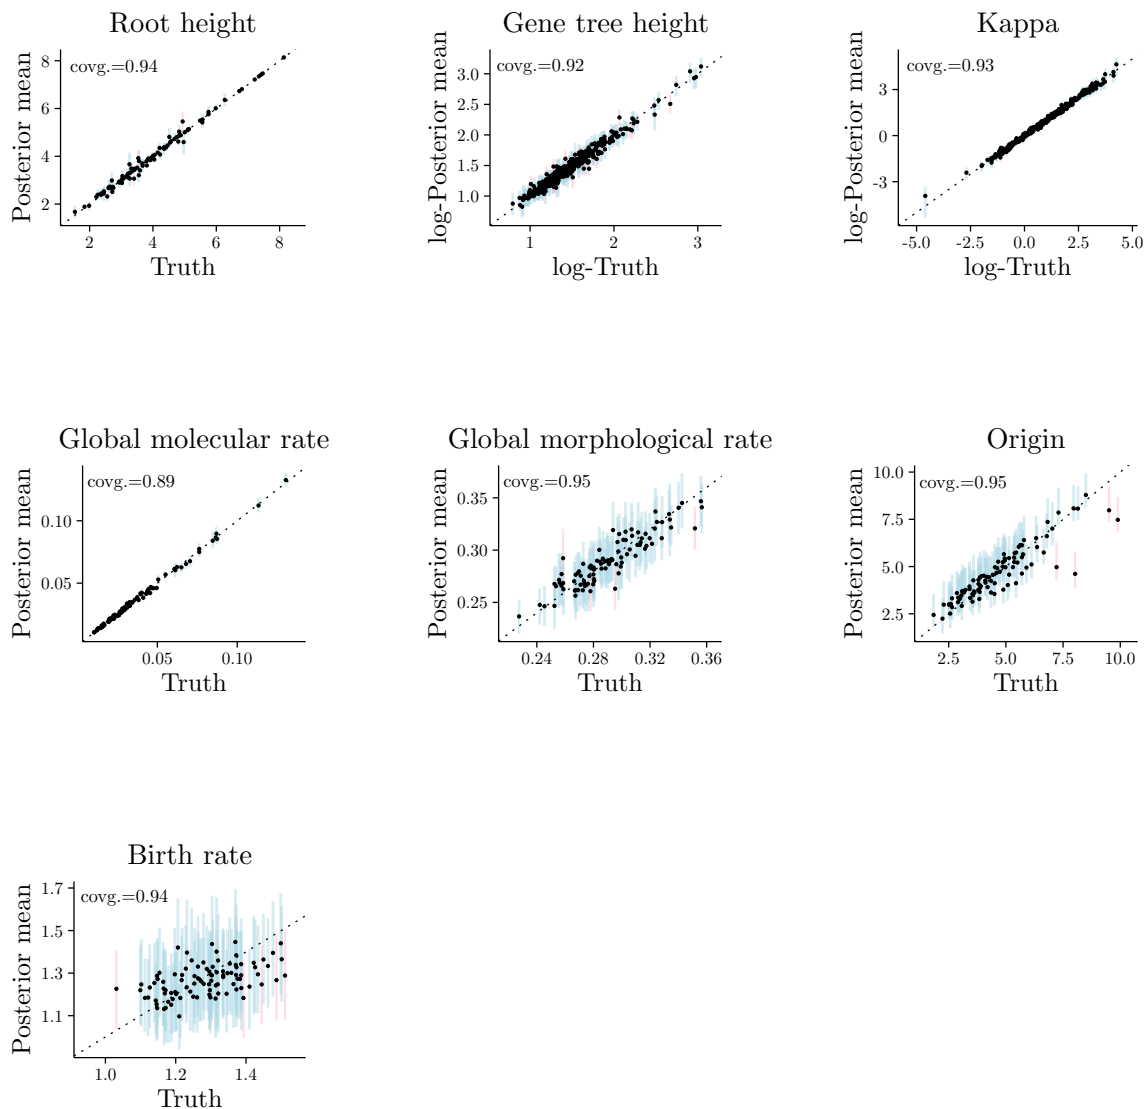 Root height
covg.=0.94
Posterior mean
8
6
4
2
2 4 6 8
Truth
Gene tree height
covg.=0.92
log-Posterior mean
3.0
2.5
2.0
1.5
1.0
1 2 3
log-Truth
Kappa
covg.=0.93
log-Posterior mean
3
0
-3
-5.0 -2.5 0.0 2.5 5.0
log-Truth
Global molecular rate
covg.=0.89
Posterior mean
0.10
0.05
0.05 0.10
Truth
Global morphological rate
covg.=0.95
Posterior mean
0.35
0.30
0.25
0.24 0.28 0.32 0.36
Truth
Origin
covg.=0.95
Posterior mean
10.0
7.5
5.0
2.5
2.5 5.0 7.5 10.0
Truth
Birth rate
covg.=0.94
Posterior mean
1.7
1.5
1.3
1.1
1.0 1.2 1.4
Truth